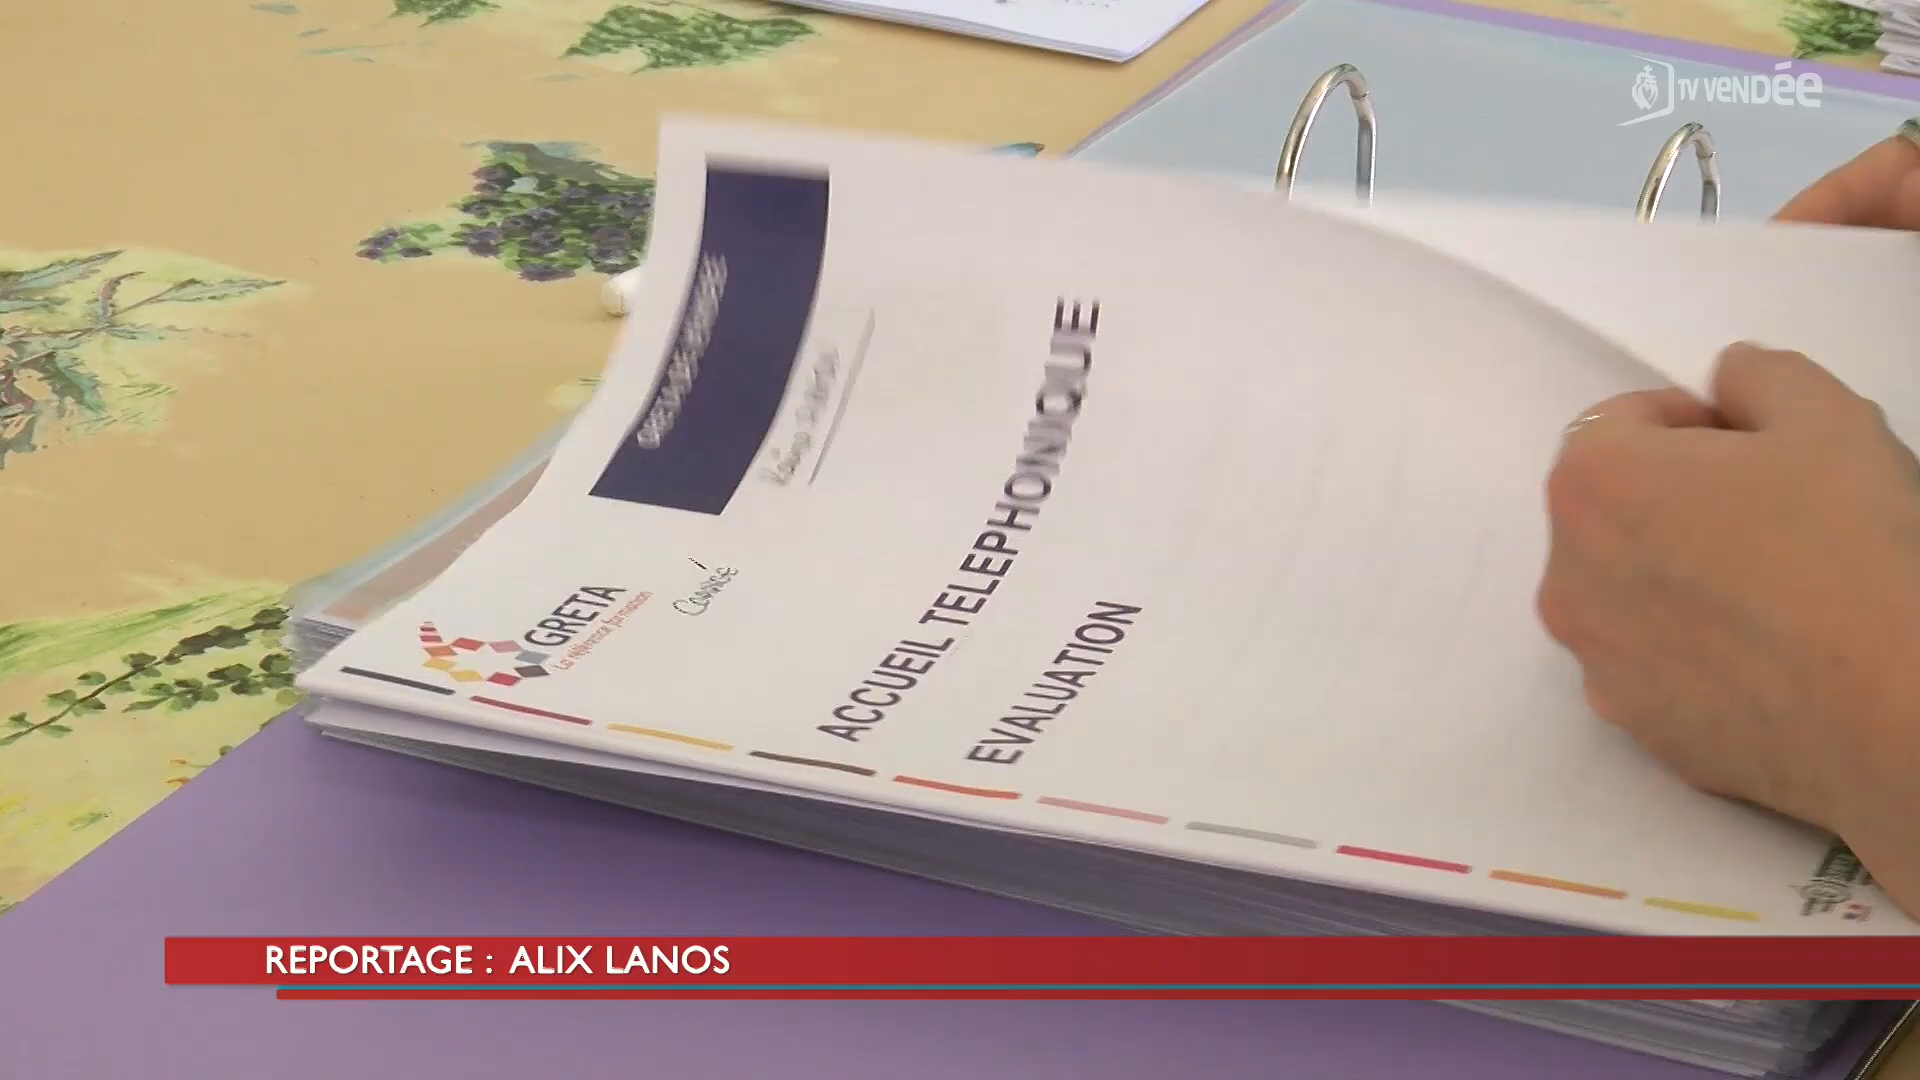 TV VENDÉE
GRETA
La référence formation
ACCUEIL TELEPHONIQUE
EVALUATION
REPORTAGE : ALIX LANOS